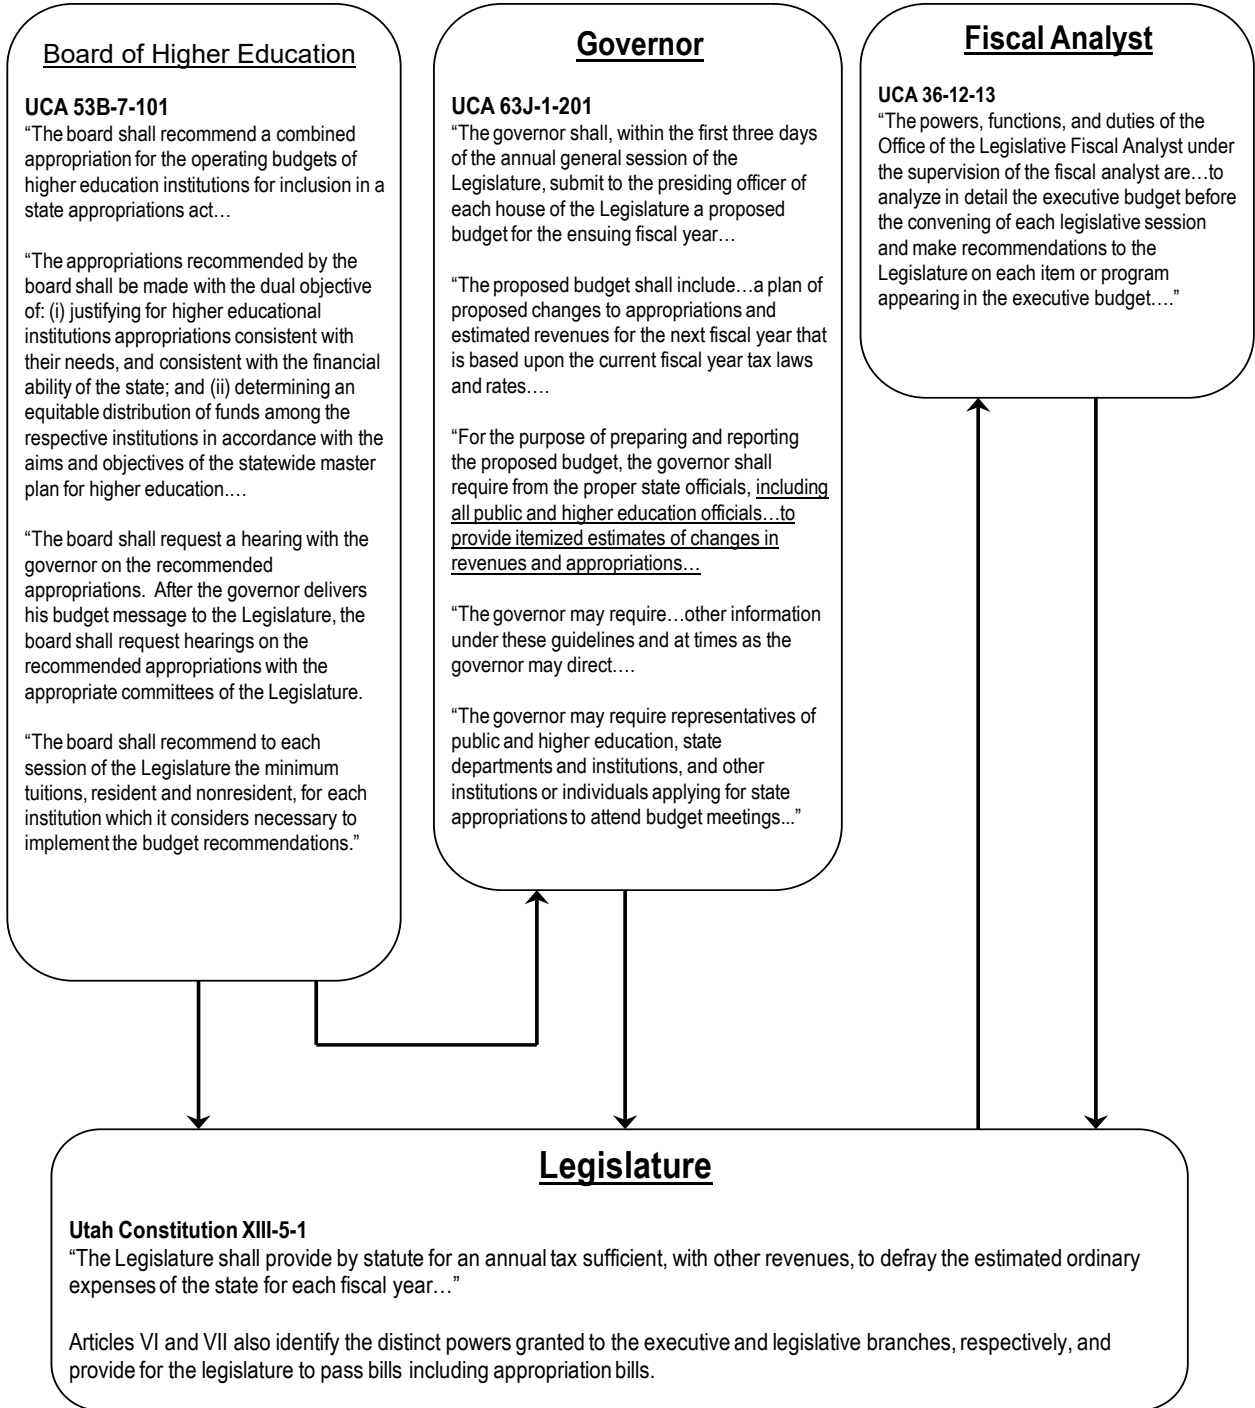 Board of Higher Education
UCA 53B-7-101
“The board shall recommend a combined
appropriation for the operating budgets of
higher education institutions for inclusion in a
state appropriations act…
“The appropriations recommended by the
board shall be made with the dual objective
of: (i) justifying for higher educational
institutions appropriations consistent with
their needs, and consistent with the financial
ability of the state; and (ii) determining an
equitable distribution of funds among the
respective institutions in accordance with the
aims and objectives of the statewide master
plan for higher education.…
“The board shall request a hearing with the
governor on the recommended
appropriations.  After the governor delivers
his budget message to the Legislature, the
board shall request hearings on the
recommended appropriations with the
appropriate committees of the Legislature.
“The board shall recommend to each
session of the Legislature the minimum
tuitions, resident and nonresident, for each
institution which it considers necessary to
implement the budget recommendations.”
Governor
UCA 63J-1-201
“The governor shall, within the first three days
of the annual general session of the
Legislature, submit to the presiding officer of
each house of the Legislature a proposed
budget for the ensuing fiscal year…
“The proposed budget shall include…a plan of
proposed changes to appropriations and
estimated revenues for the next fiscal year that
is based upon the current fiscal year tax laws
and rates….
“For the purpose of preparing and reporting
the proposed budget, the governor shall
require from the proper state officials, including
all public and higher education officials…to
provide itemized estimates of changes in
revenues and appropriations…
“The governor may require…other information
under these guidelines and at times as the
governor may direct….
“The governor may require representatives of
public and higher education, state
departments and institutions, and other
institutions or individuals applying for state
appropriations to attend budget meetings...”
Fiscal Analyst
UCA 36-12-13
“The powers, functions, and duties of the
Office of the Legislative Fiscal Analyst under
the supervision of the fiscal analyst are…to
analyze in detail the executive budget before
the convening of each legislative session
and make recommendations to the
Legislature on each item or program
appearing in the executive budget….”
Legislature
Utah Constitution XIII-5-1
“The Legislature shall provide by statute for an annual tax sufficient, with other revenues, to defray the estimated ordinary
expenses of the state for each fiscal year…”
Articles VI and VII also identify the distinct powers granted to the executive and legislative branches, respectively, and
provide for the legislature to pass bills including appropriation bills.